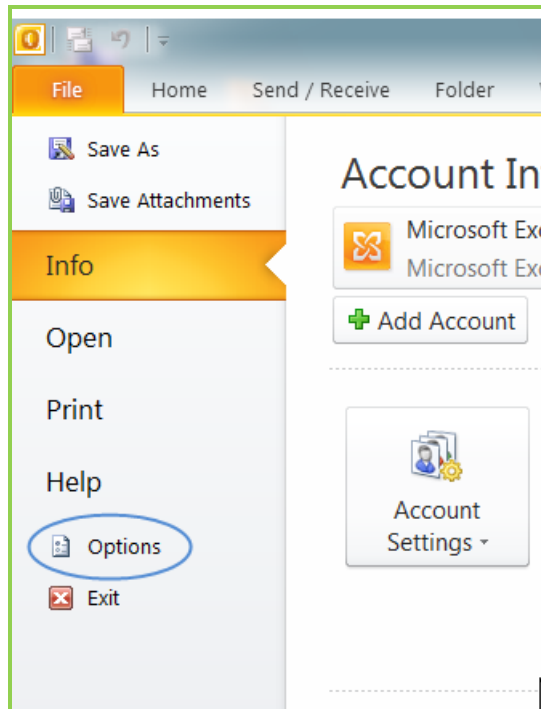 File Home Send / Receive Folder
Save As
Save Attachments
Info
Open
Print
Help
Options
Exit
Account In
Microsoft Exc
Microsoft Exc
Add Account
Account
Settings